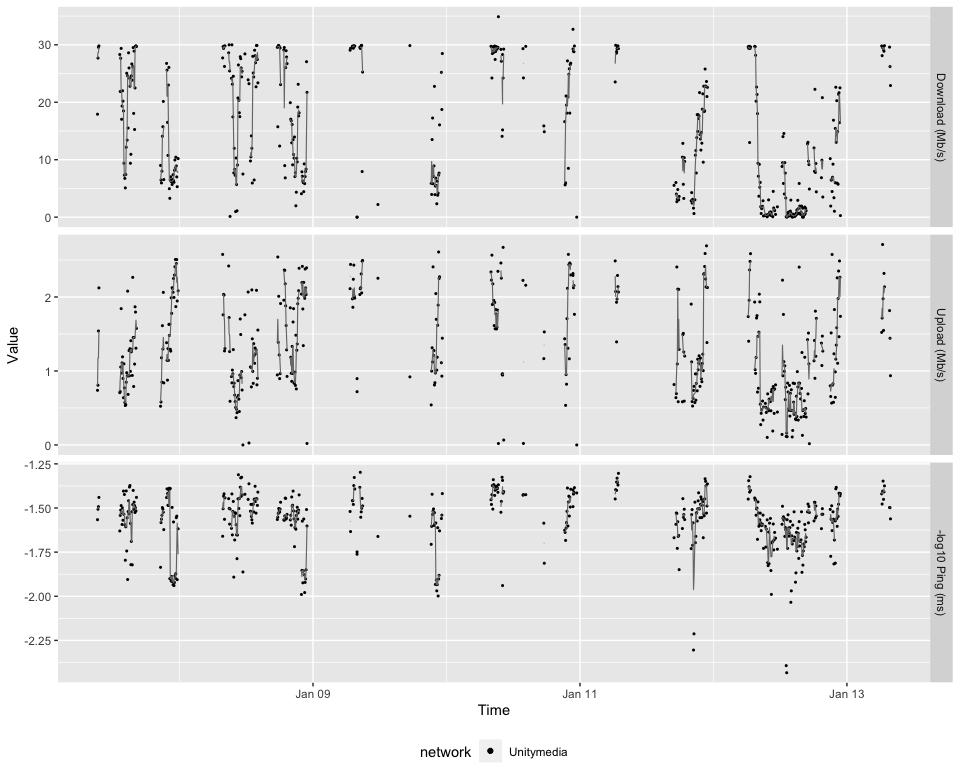 30
20
10
0
Download (Mb/s)
2
1
0
Upload (Mb/s)
-1.25
-1.50
-1.75
-2.00
-2.25
-log10 Ping (ms)
Value
Jan 09
Jan 11
Jan 13
Time
network
Unitymedia